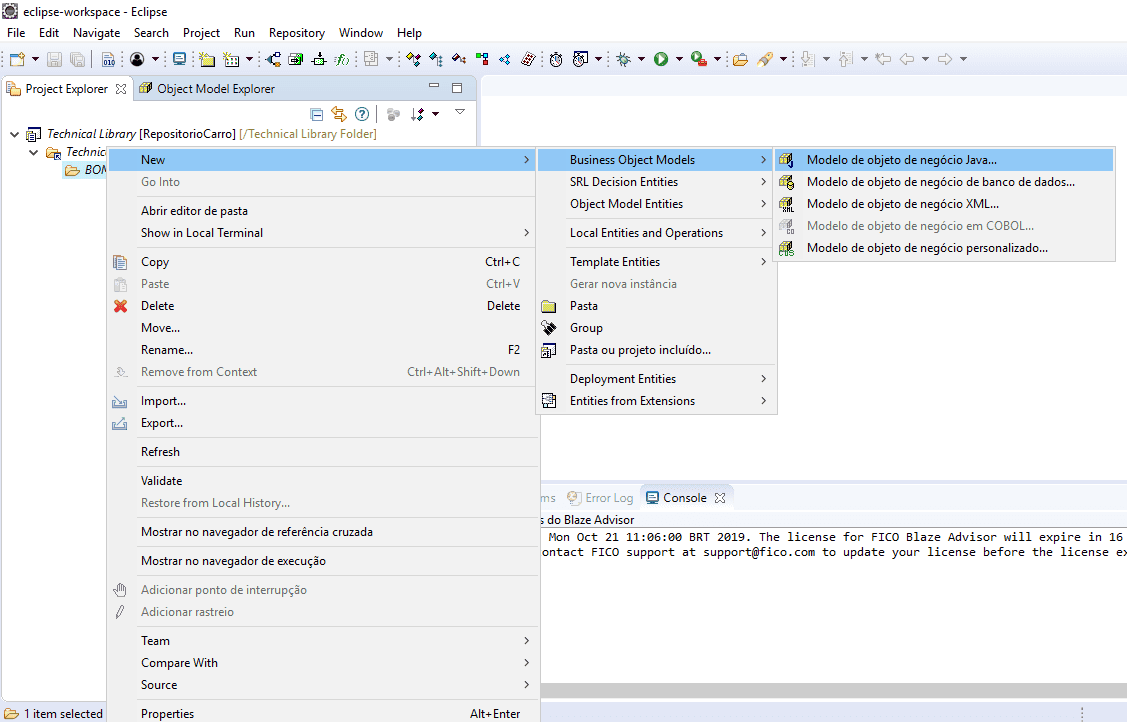 eclipse-workspace - Eclipse
File Edit Navigate Search Project Run Repository Window Help
Project Explorer Object Model Explorer
Technical Library [RepositorioCarro] [/Technical Library Folder]
New
Go Into
Abrir editor de pasta
Show in Local Terminal
Copy Ctrl+C
Paste Ctrl+V
Delete Delete
Move...
Rename... F2
Remove from Context Ctrl+Alt+Shift+Down
Import...
Export...
Refresh
Validate
Restore from Local History...
Mostrar no navegador de referência cruzada
Mostrar no navegador de execução
Adicionar ponto de interrupção
Adicionar rastreio
Team
Compare With
Source
Properties Alt+Enter
Business Object Models
SRL Decision Entities
Object Model Entities
Local Entities and Operations
Template Entities
Gerar nova instância
Pasta
Group
Pasta ou projeto incluído...
Deployment Entities
Entities from Extensions
Modelo de objeto de negócio Java...
Modelo de objeto de negócio de banco de dados...
Modelo de objeto de negócio XML...
Modelo de objeto de negócio em COBOL...
Modelo de objeto de negócio personalizado...
Error Log Console
do Blaze Advisor
Mon Oct 21 11:06:00 BRT 2019. The license for FICO Blaze Advisor will expire in 16
ontact FICO support at support@fico.com to update your license before the license ex
1 item selected